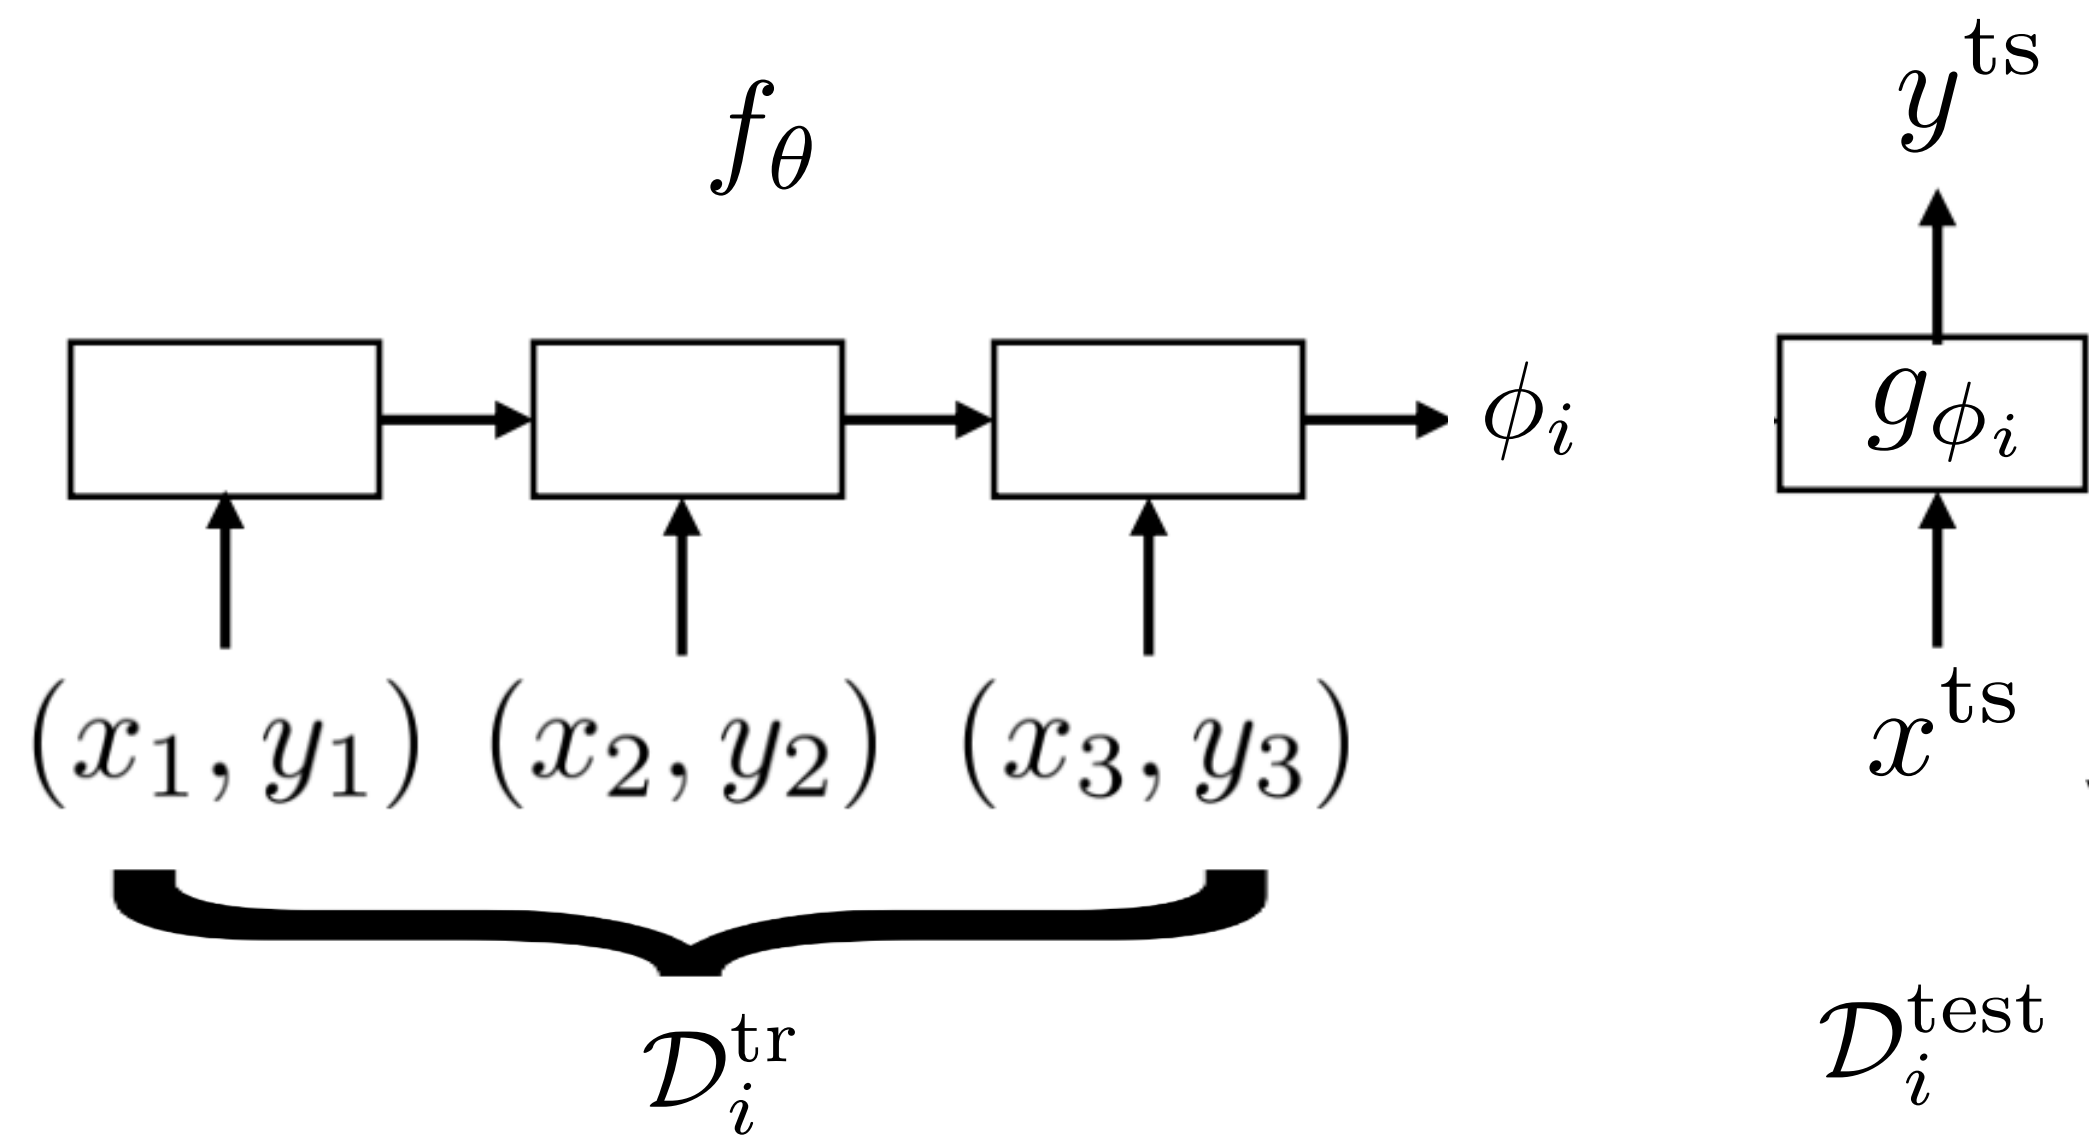 y^ts
f_θ
ϕ_i
g_ϕ_i
(x_1, y_1) (x_2, y_2) (x_3, y_3)
x^ts
𝒟_i^tr
𝒟_i^test